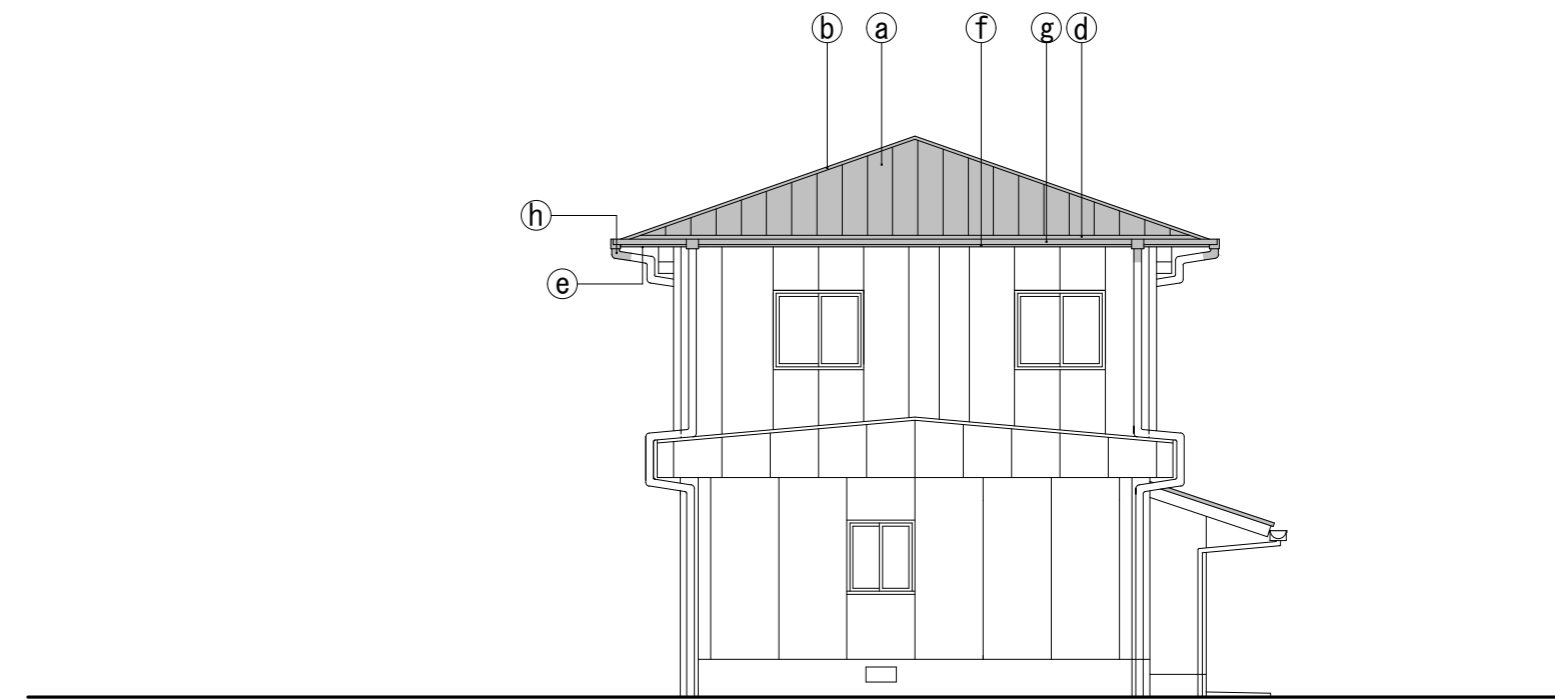 ⓑ ⓐ ⓕ ⓖ ⓓ
ⓗ
ⓔ